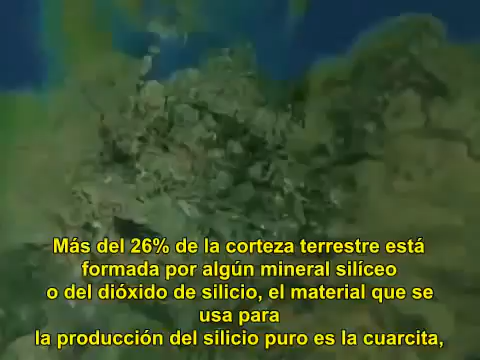 Más del 26% de la corteza terrestre está
formada por algún mineral silíceo
o del dióxido de silicio, el material que se
usa para
la producción del silicio puro es la cuarcita,